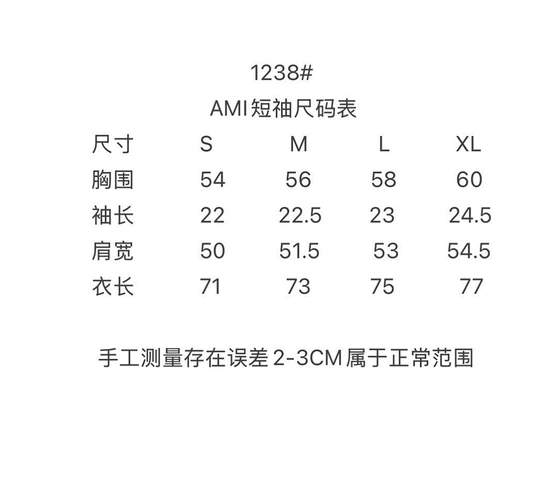 1238#
AMI短袖尺码表
尺寸 S M L XL
胸围 54 56 58 60
袖长 22 22.5 23 24.5
肩宽 50 51.5 53 54.5
衣长 71 73 75 77
手工测量存在误差2-3CM属于正常范围